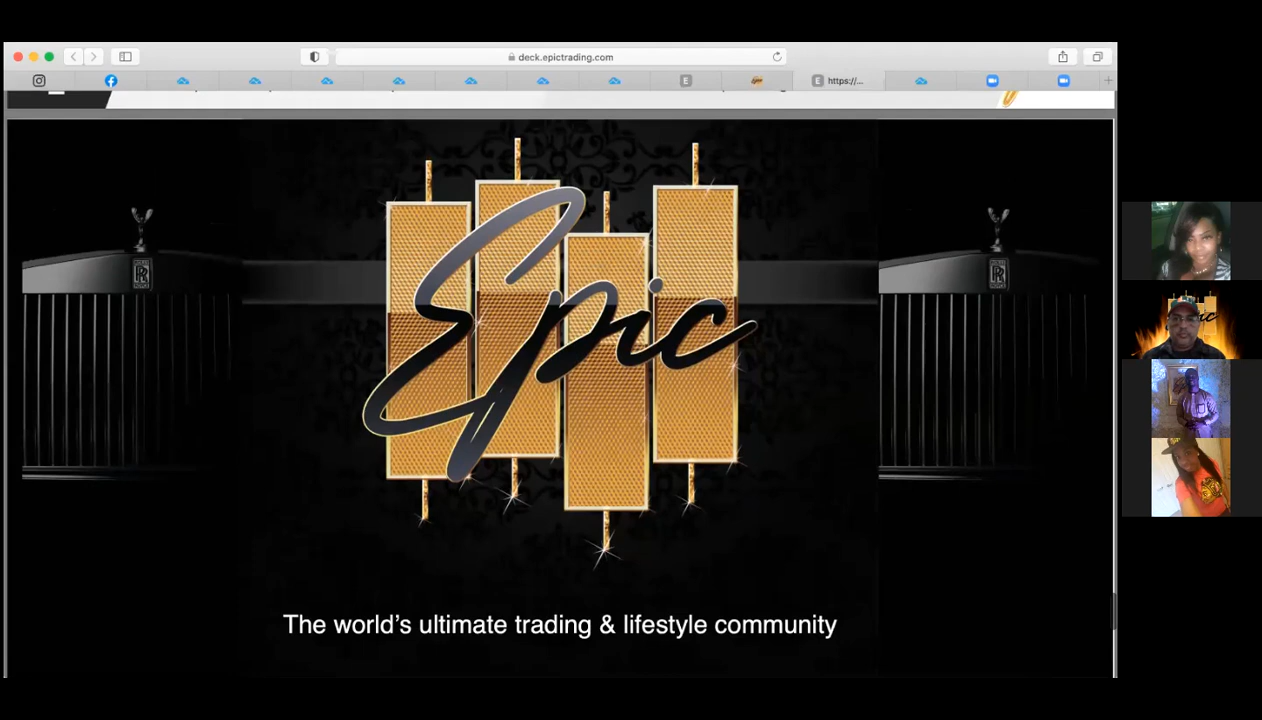 deck.epictrading.com
https://...
Epic
The world's ultimate trading & lifestyle community